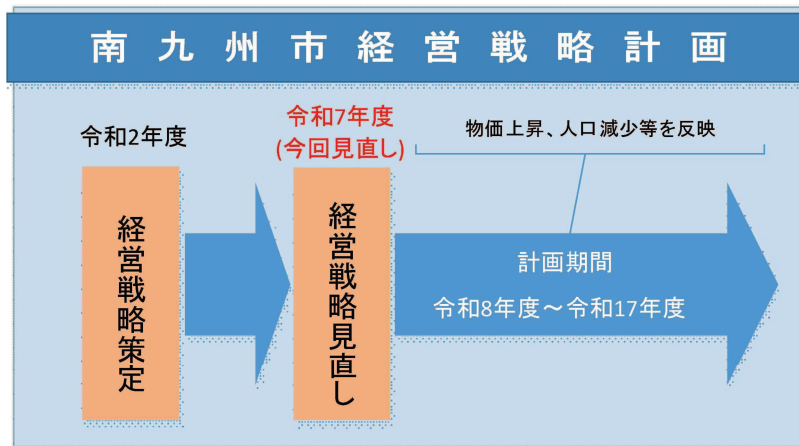 南九州市経営戦略計画
令和2年度
令和7年度
(今回見直し)
物価上昇、人口減少等を反映
経営戦略策定
経営戦略見直し
計画期間
令和8年度～令和17年度